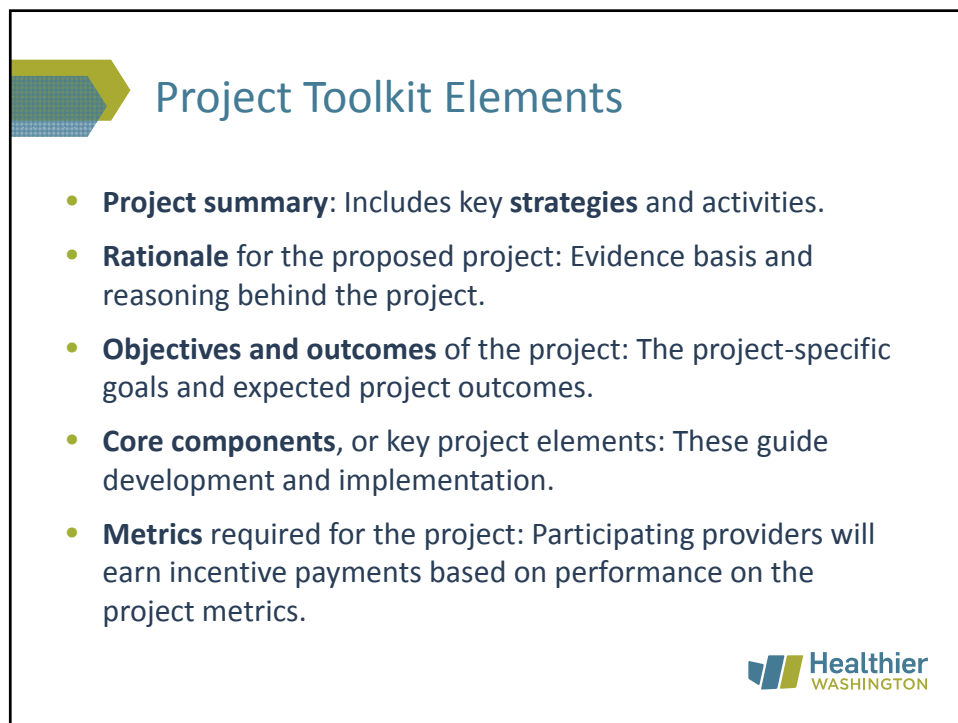 Project Toolkit Elements
• Project summary: Includes key strategies and activities.
• Rationale for the proposed project: Evidence basis and
reasoning behind the project.
• Objectives and outcomes of the project: The project-specific
goals and expected project outcomes.
• Core components, or key project elements: These guide
development and implementation.
• Metrics required for the project: Participating providers will
earn incentive payments based on performance on the
project metrics.
Healthier
WASHINGTON